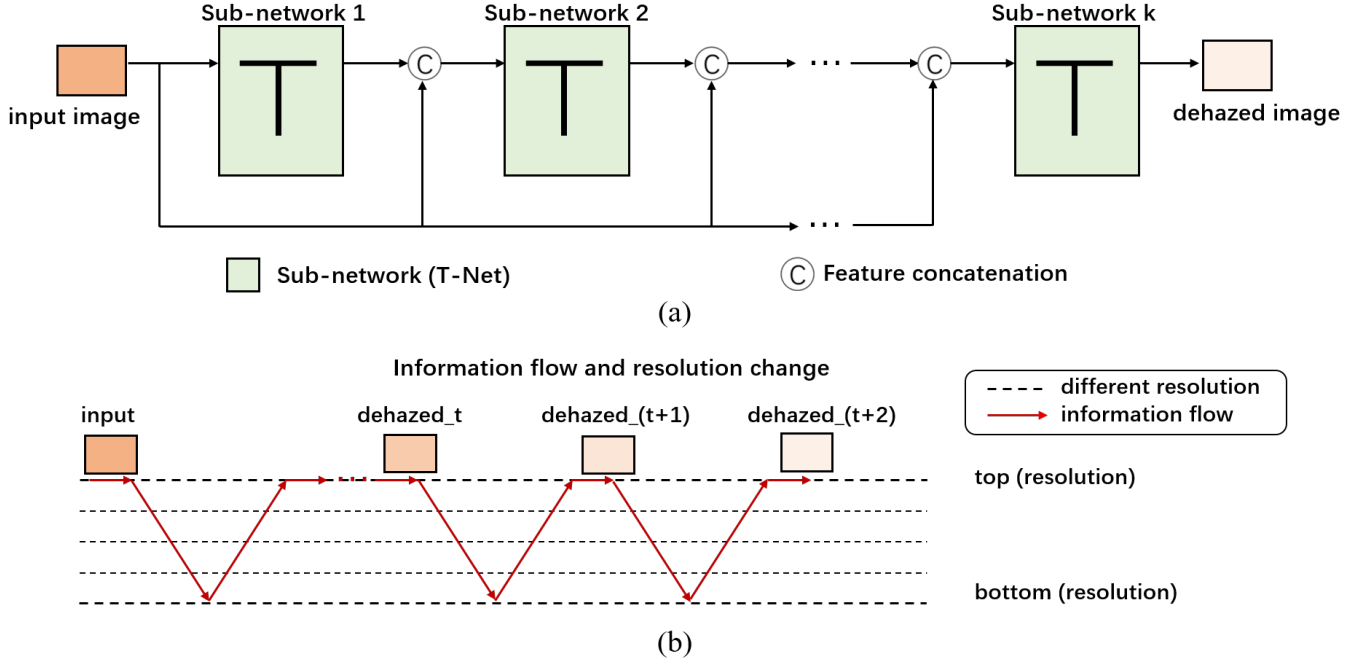 Sub-network 1
Sub-network 2
Sub-network k
T
C
T
C
...
C
T
input image
dehazed image
...
Sub-network (T-Net)
C Feature concatenation
(a)
Information flow and resolution change
different resolution
information flow
input
dehazed_t
dehazed_(t+1)
dehazed_(t+2)
...
top (resolution)
bottom (resolution)
(b)